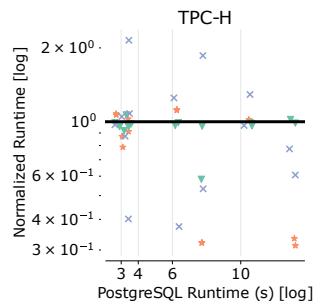 TPC-H
Normalized Runtime [log]
2 × 10⁰
10⁰
6 × 10⁻¹
4 × 10⁻¹
3 × 10⁻¹
3 4 6 10
PostgreSQL Runtime (s) [log]